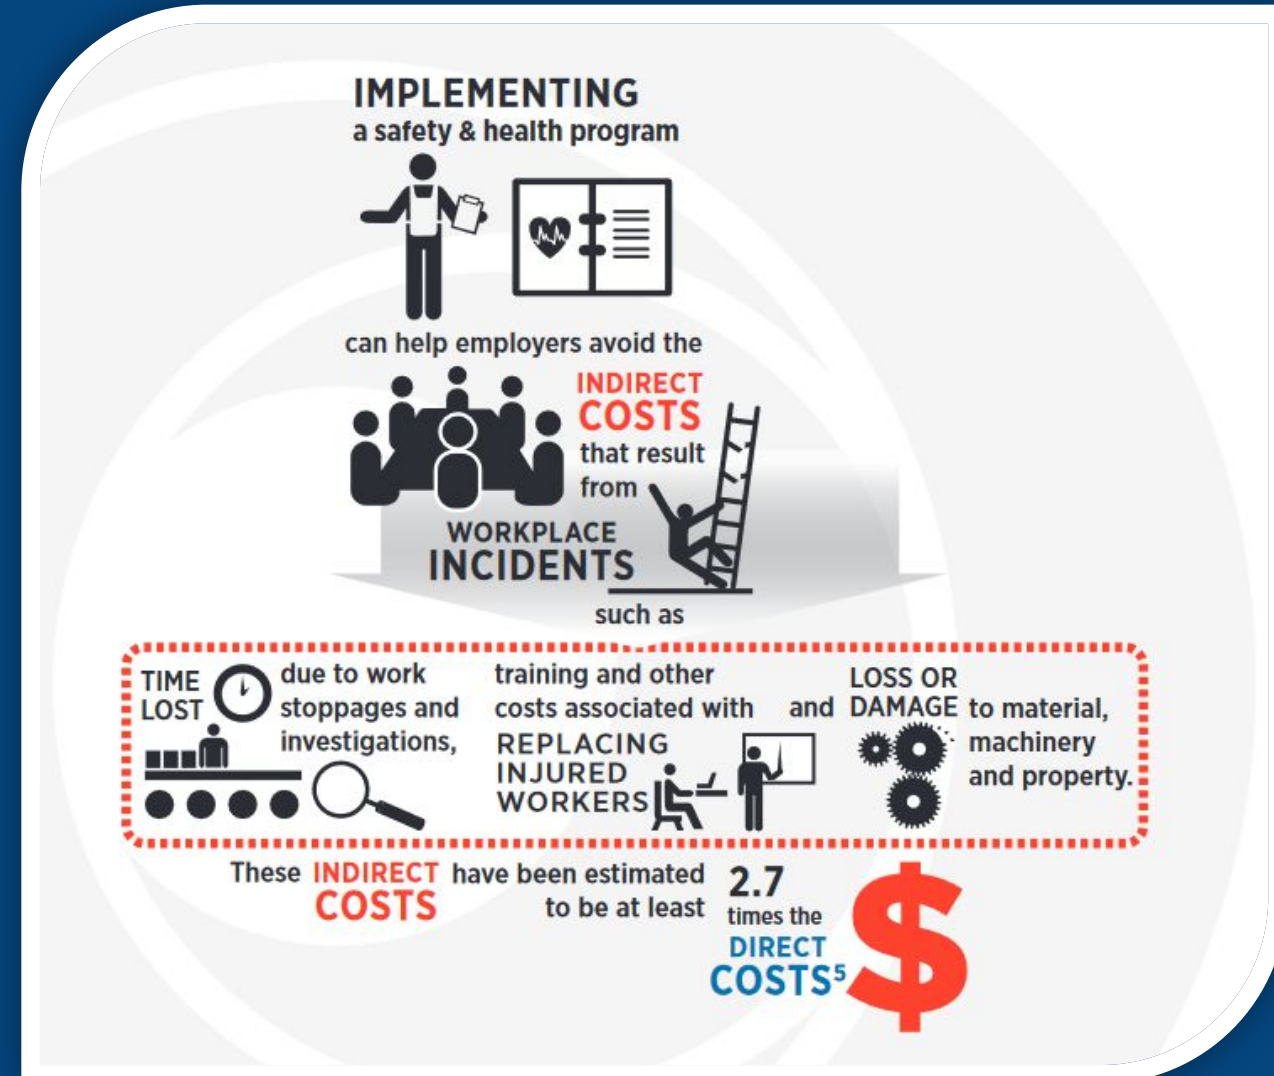 IMPLEMENTING
a safety & health program
can help employers avoid the
INDIRECT
COSTS
that result
from
WORKPLACE
INCIDENTS
such as
TIME
LOST
due to work
stoppages and
investigations,
training and other
costs associated with
REPLACING
INJURED
WORKERS
and
LOSS OR
DAMAGE
to material,
machinery
and property.
These INDIRECT COSTS have been estimated
to be at least
2.7
times the
DIRECT
COSTS⁵
$